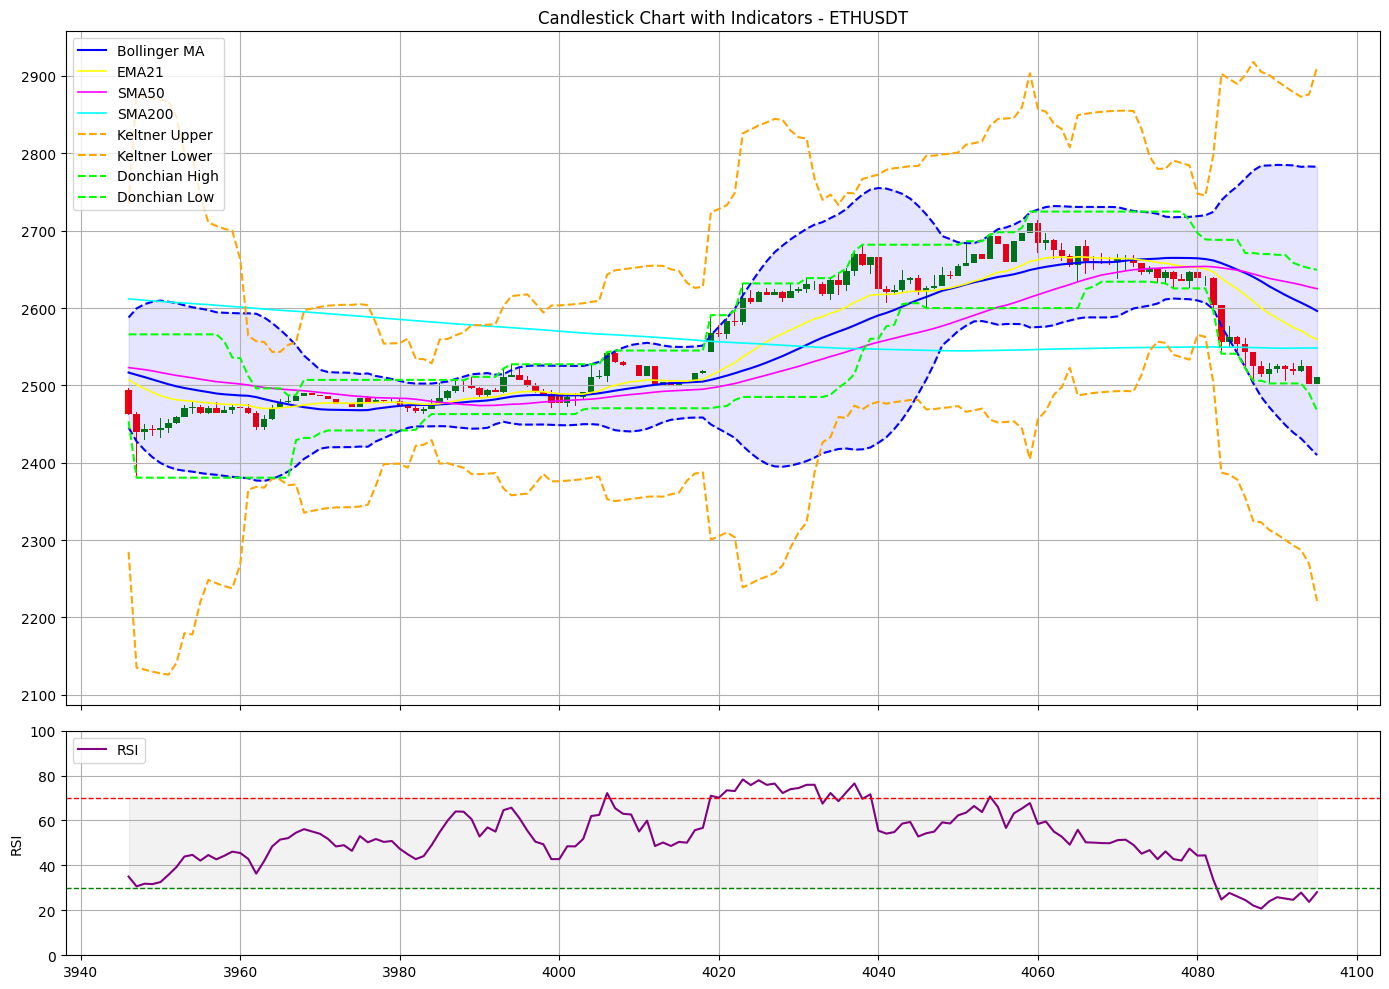 Candlestick Chart with Indicators - ETHUSDT
Bollinger MA
EMA21
SMA50
SMA200
Keltner Upper
Keltner Lower
Donchian High
Donchian Low
2900
2800
2700
2600
2500
2400
2300
2200
2100
RSI
RSI
100
80
60
40
20
0
3940 3960 3980 4000 4020 4040 4060 4080 4100